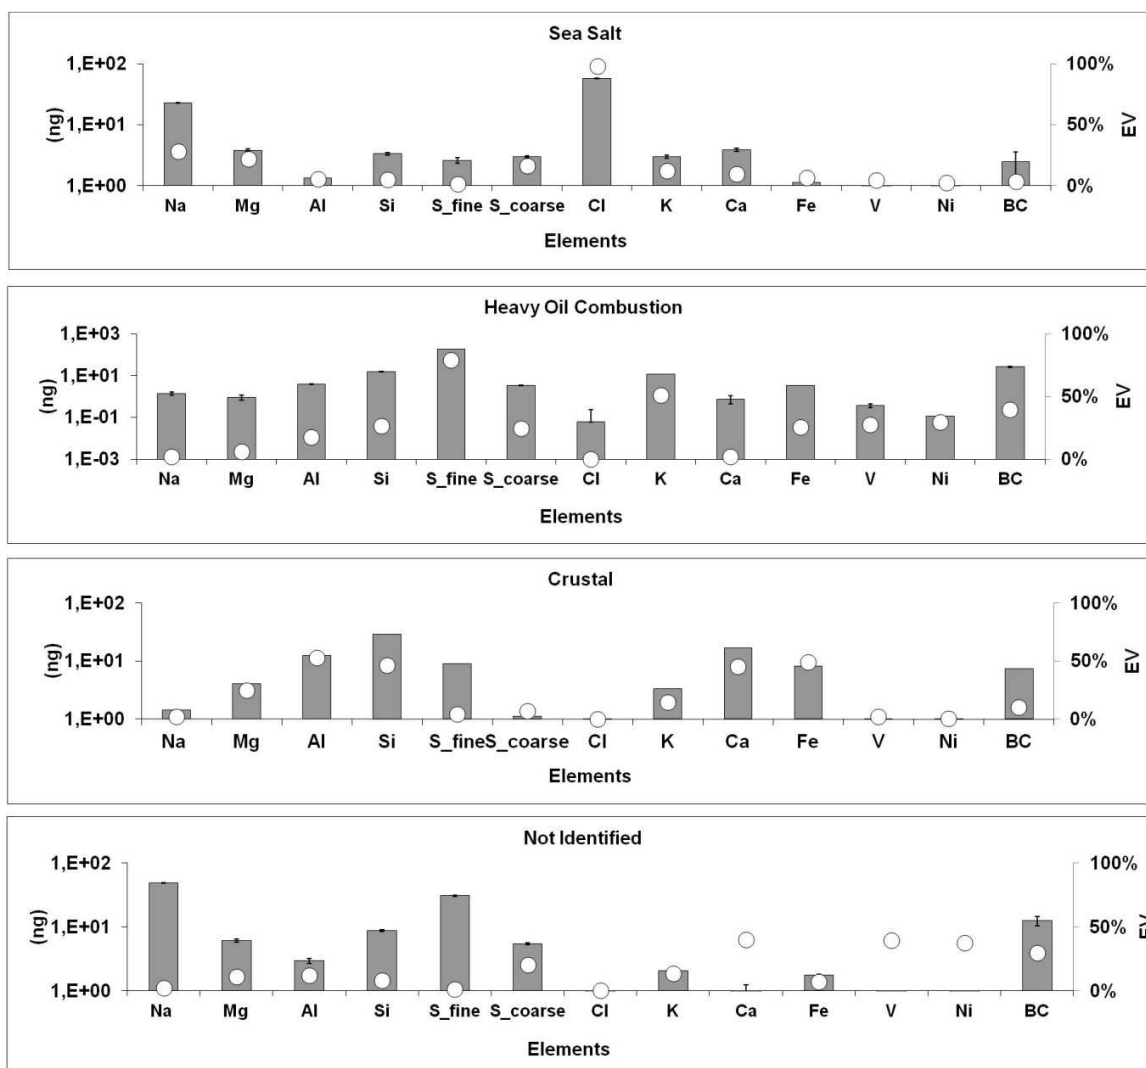 Sea Salt
1,E+02
1,E+01
1,E+00
(ng)
100%
50%
0%
EV
Na Mg Al Si S_fine S_coarse Cl K Ca Fe V Ni BC
Elements
Heavy Oil Combustion
1,E+03
1,E+01
1,E-01
1,E-03
(ng)
100%
50%
0%
EV
Na Mg Al Si S_fine S_coarse Cl K Ca Fe V Ni BC
Elements
Crustal
1,E+02
1,E+01
1,E+00
(ng)
100%
50%
0%
EV
Na Mg Al Si S_fine S_coarse Cl K Ca Fe V Ni BC
Elements
Not Identified
1,E+02
1,E+01
1,E+00
(ng)
100%
50%
0%
EV
Na Mg Al Si S_fine S_coarse Cl K Ca Fe V Ni BC
Elements